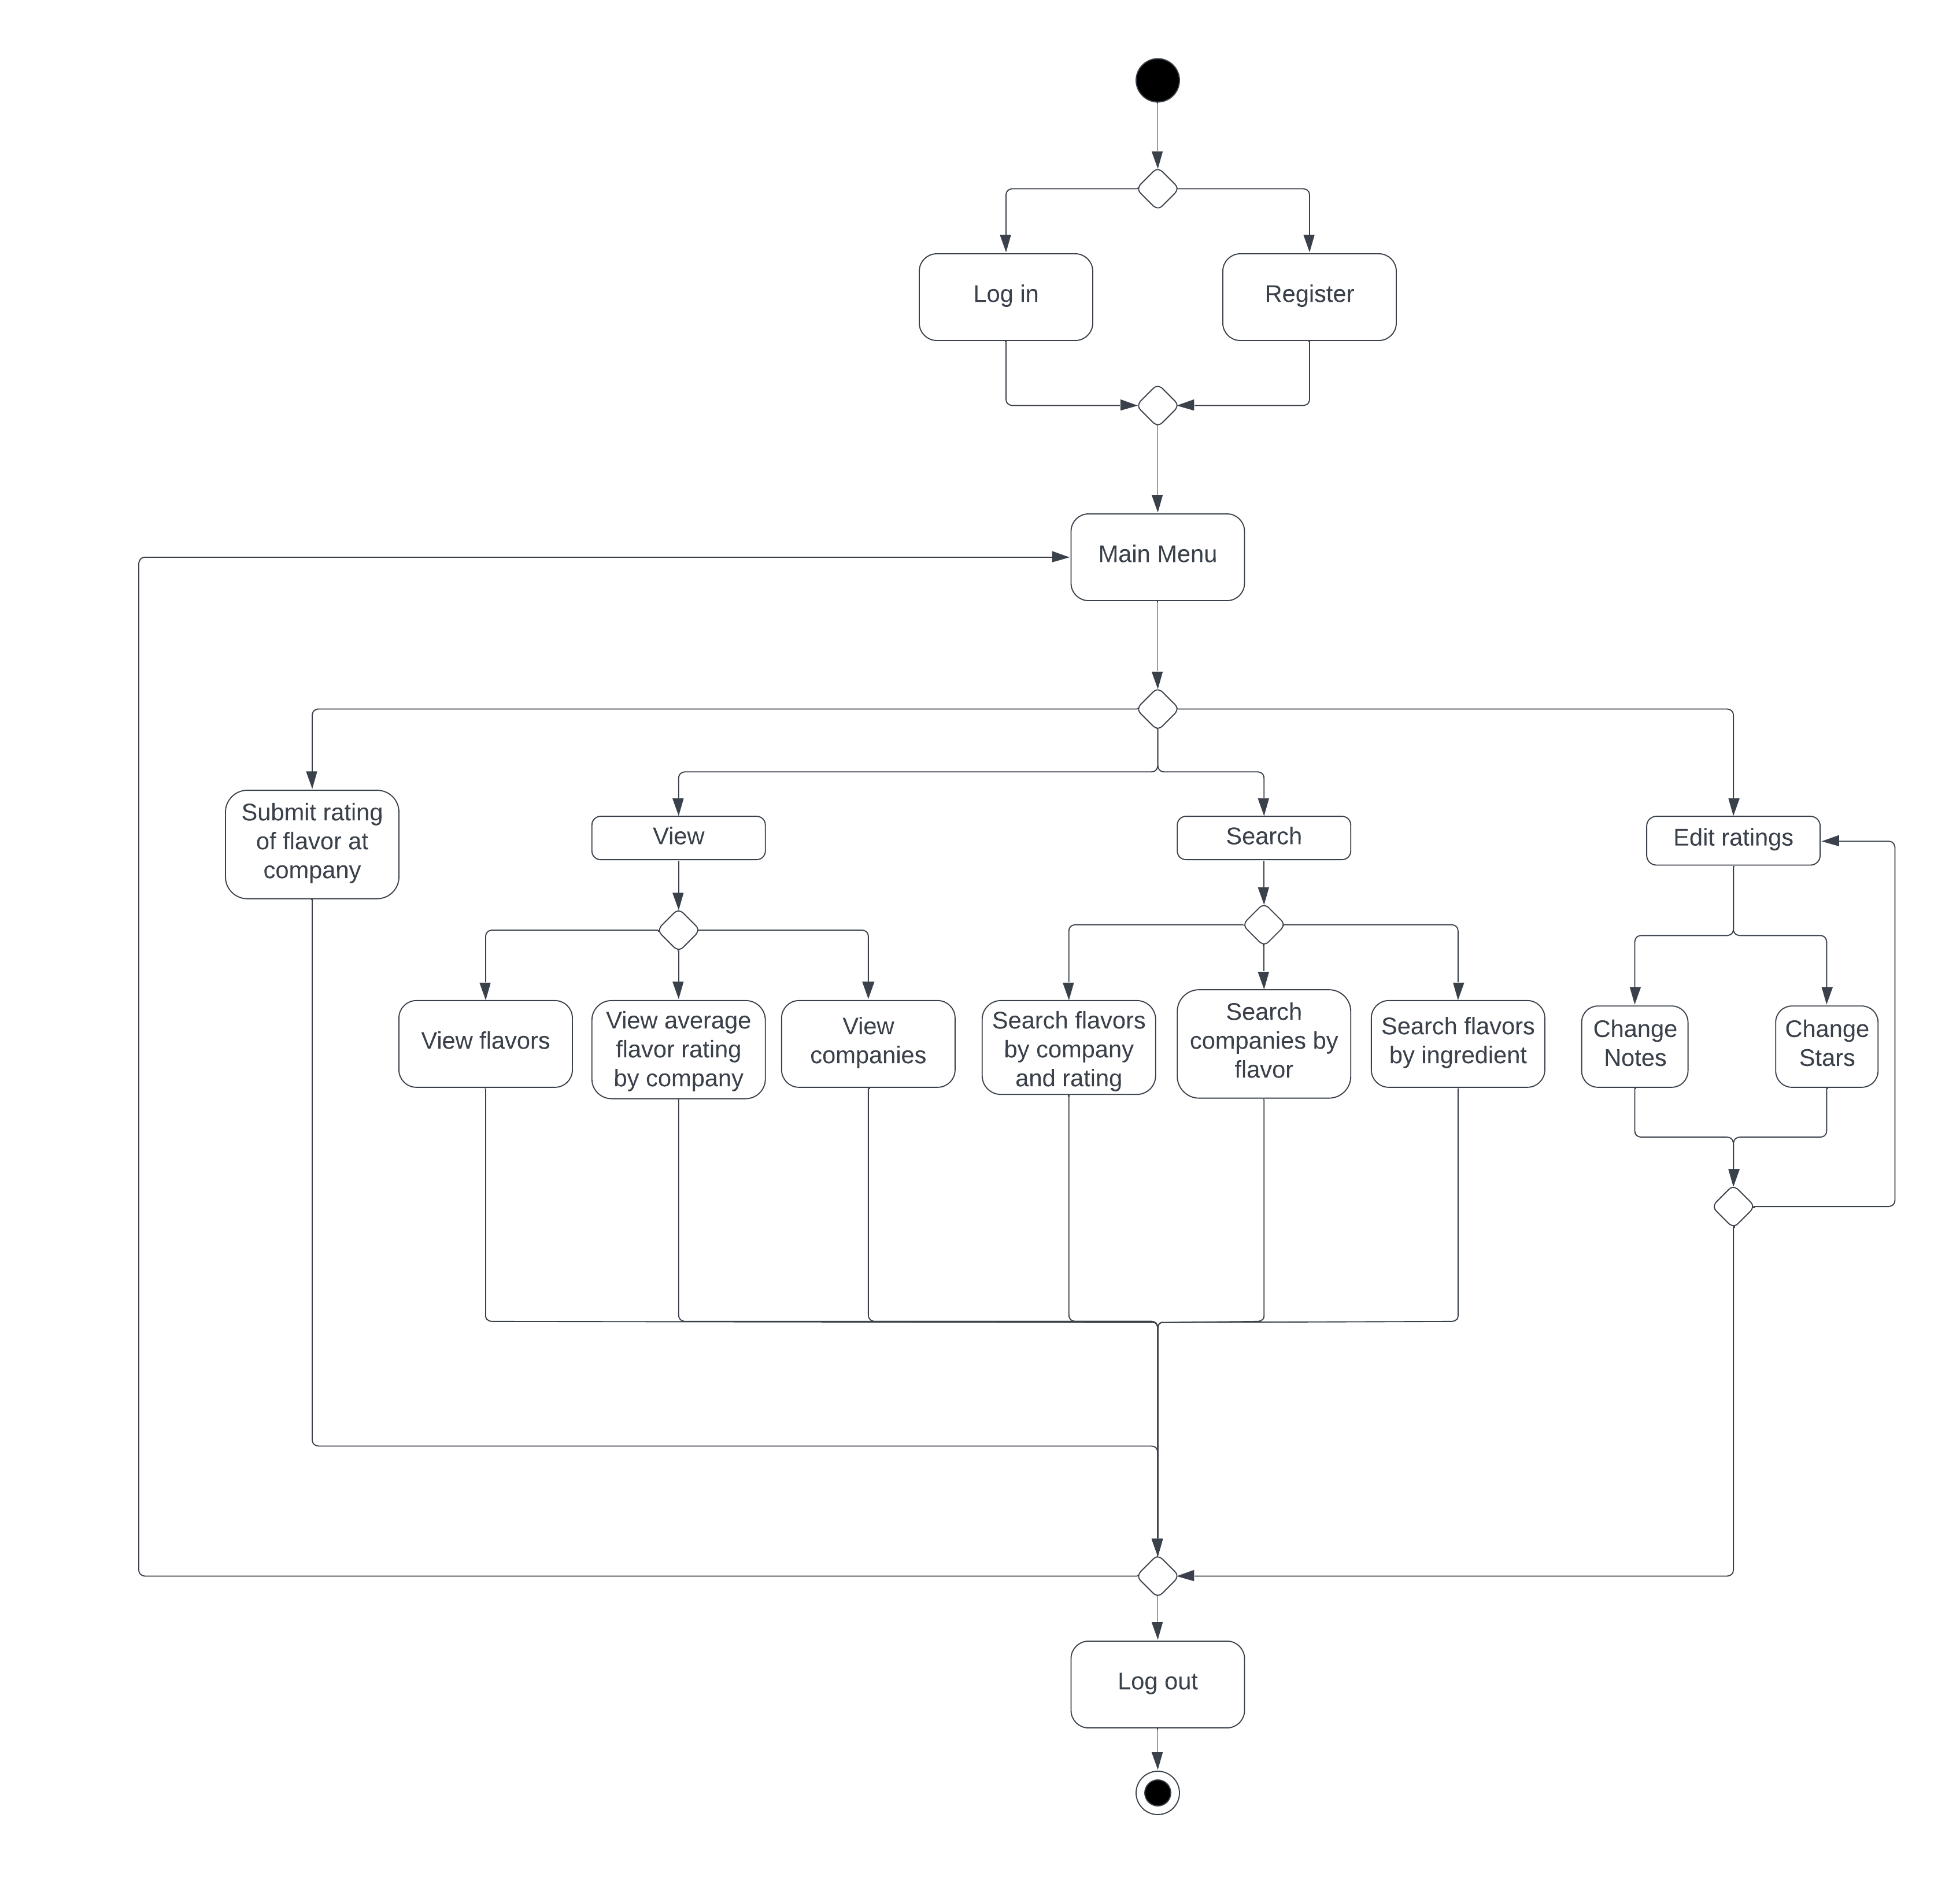 Log in
Register
Main Menu
Submit rating
of flavor at
company
View
Search
Edit ratings
View flavors
View average
flavor rating
by company
View
companies
Search flavors
by company
and rating
Search
companies by
flavor
Search flavors
by ingredient
Change
Notes
Change
Stars
Log out